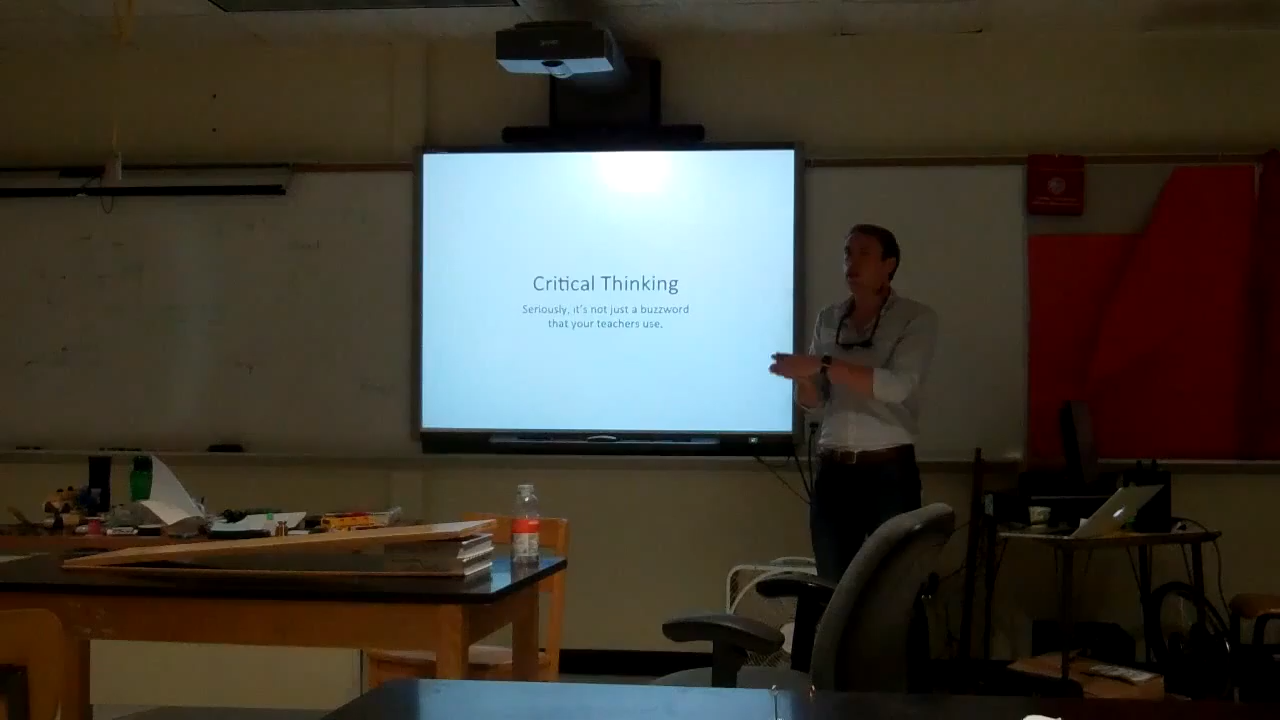 Critical Thinking
Seriously, it's not just a buzzword
that your teachers use.